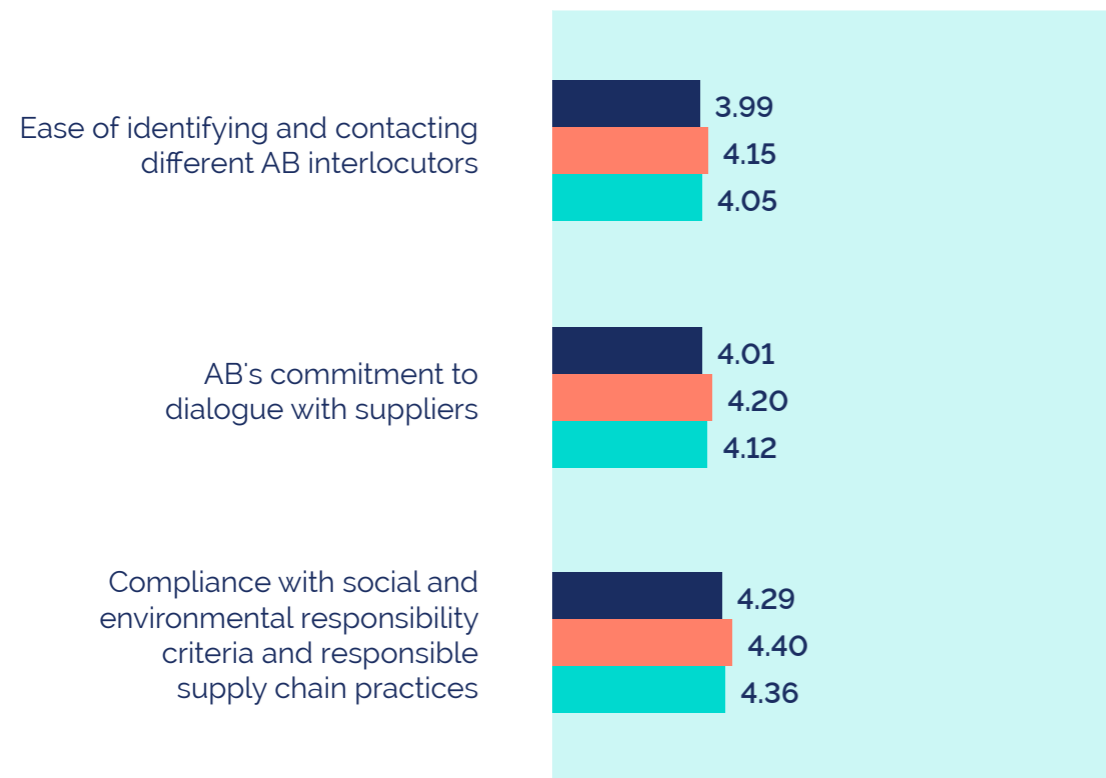 Ease of identifying and contacting
different AB interlocutors
3.99
4.15
4.05
AB's commitment to
dialogue with suppliers
4.01
4.20
4.12
Compliance with social and
environmental responsibility
criteria and responsible
supply chain practices
4.29
4.40
4.36